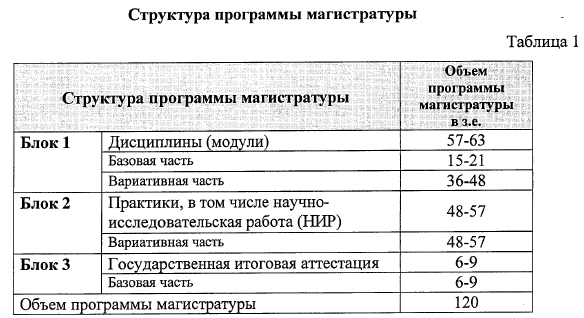 Структура программы магистратуры
Таблица 1
Структура программы магистратуры
Объем
программы
магистратуры
в з.е.
Блок 1
Дисциплины (модули)
57-63
Базовая часть
15-21
Вариативная часть
36-48
Блок 2
Практики, в том числе научно-
исследовательская работа (НИР)
48-57
Вариативная часть
48-57
Блок 3
Государственная итоговая аттестация
6-9
Базовая часть
6-9
Объем программы магистратуры
120